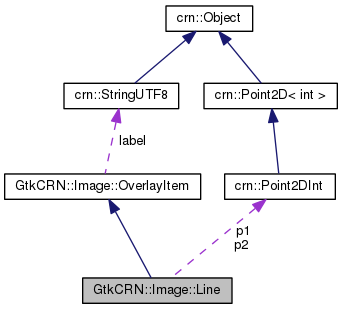 crn::Object
crn::StringUTF8
crn::Point2D< int >
label
GtkCRN::Image::OverlayItem
crn::Point2DInt
p1
p2
GtkCRN::Image::Line